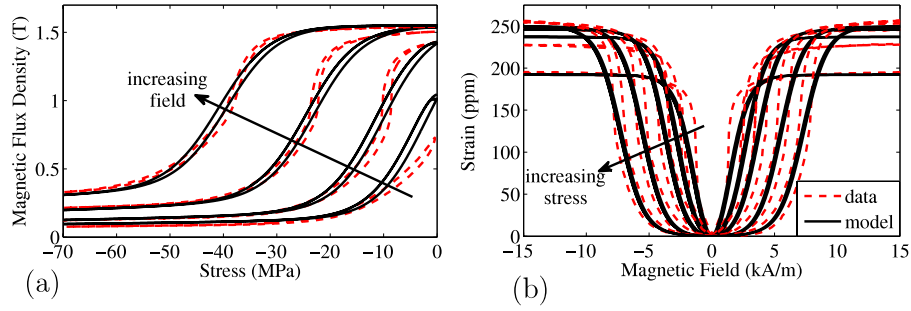 Magnetic Flux Density (T)
1.5
1
0.5
0
increasing
field
−70 −60 −50 −40 −30 −20 −10 0
Stress (MPa)
(a)
Strain (ppm)
250
200
150
100
50
0
increasing
stress
data
model
−15 −10 −5 0 5 10 15
Magnetic Field (kA/m)
(b)